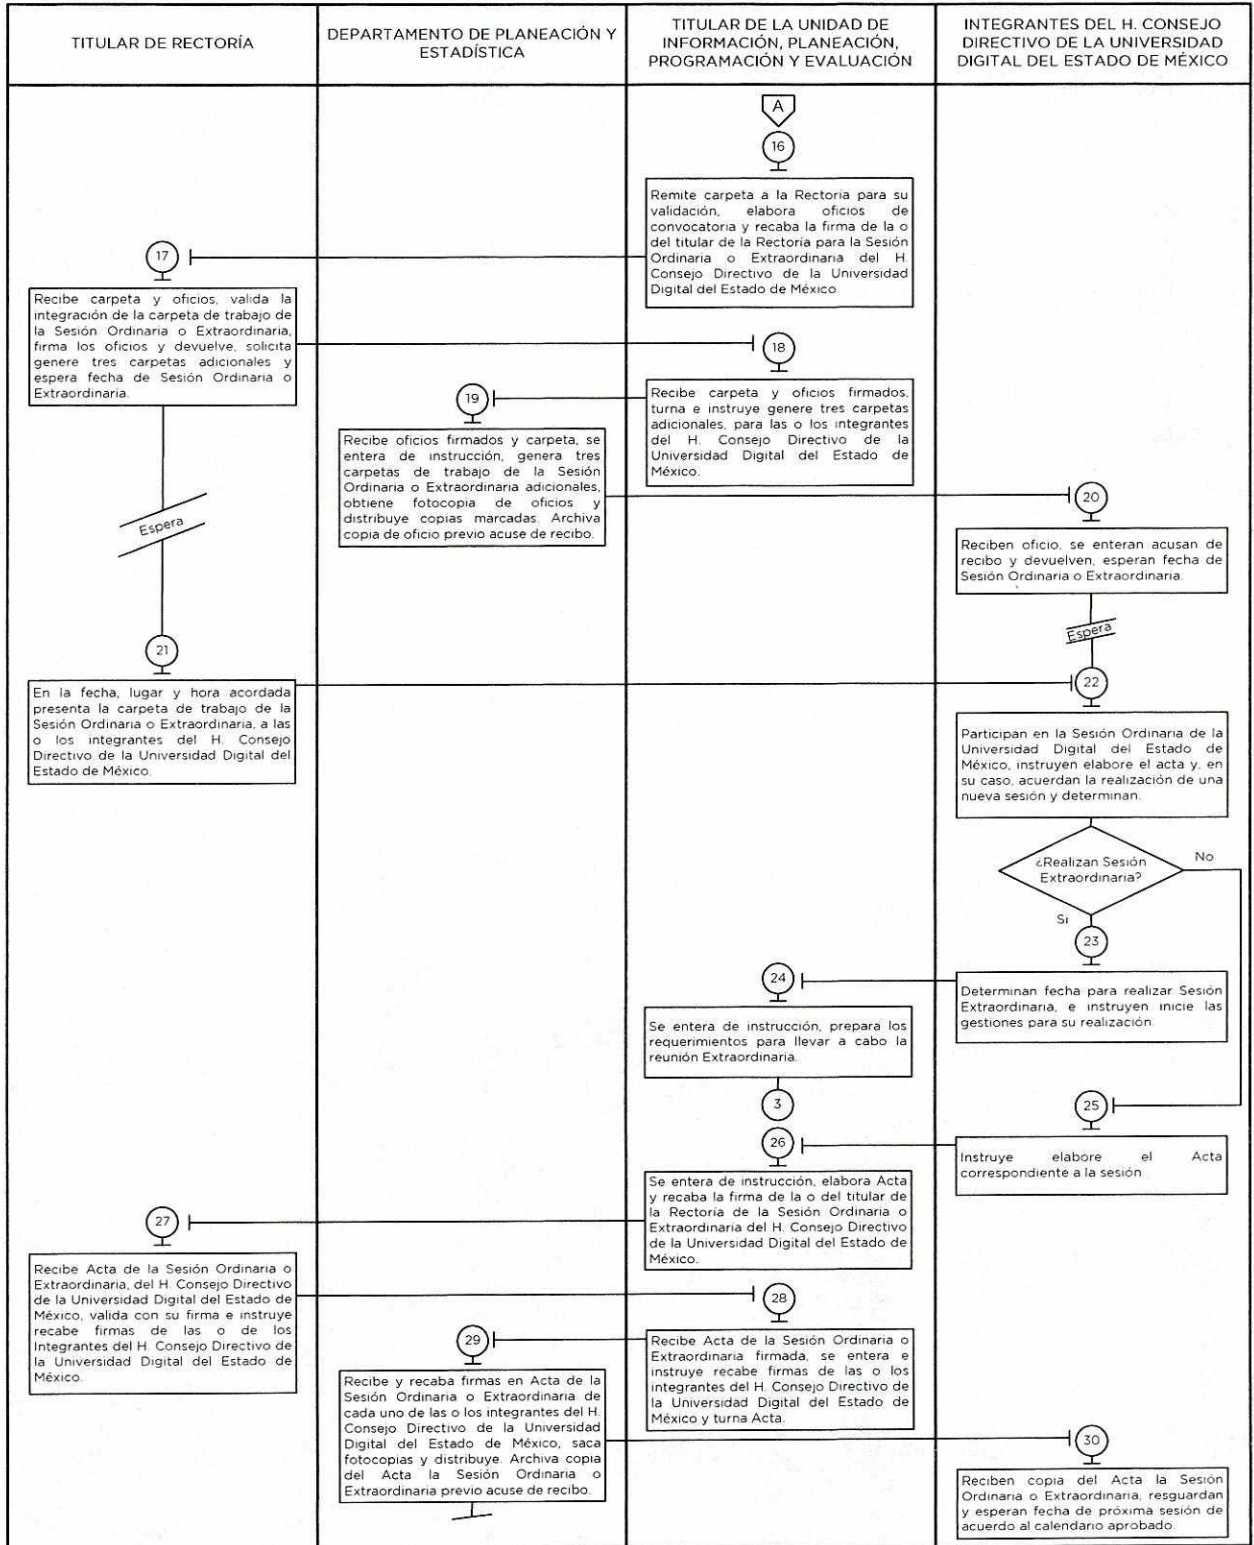 TITULAR DE RECTORÍA
DEPARTAMENTO DE PLANEACIÓN Y
ESTADÍSTICA
TITULAR DE LA UNIDAD DE
INFORMACIÓN, PLANEACIÓN,
PROGRAMACIÓN Y EVALUACIÓN
INTEGRANTES DEL H. CONSEJO
DIRECTIVO DE LA UNIVERSIDAD
DIGITAL DEL ESTADO DE MÉXICO
A
16
Remite carpeta a la Rectoría para su
validación, elabora oficios de
convocatoria y recaba la firma de la o
del titular de la Rectoría para la Sesión
Ordinaria o Extraordinaria del H.
Consejo Directivo de la Universidad
Digital del Estado de México.
17
Recibe carpeta y oficios, valida la
integración de la carpeta de trabajo de
la Sesión Ordinaria o Extraordinaria,
firma los oficios y devuelve, solicita
genere tres carpetas adicionales y
espera fecha de Sesión Ordinaria o
Extraordinaria.
18
Recibe carpeta y oficios firmados,
turna e instruye genere tres carpetas
adicionales, para las o los integrantes
del H. Consejo Directivo de la
Universidad Digital del Estado de
México.
19
Recibe oficios firmados y carpeta, se
entera de instrucción, genera tres
carpetas de trabajo de la Sesión
Ordinaria o Extraordinaria adicionales,
obtiene fotocopia de oficios y
distribuye copias marcadas. Archiva
copia de oficio previo acuse de recibo.
20
Reciben oficio, se enteran acusan de
recibo y devuelven, esperan fecha de
Sesión Ordinaria o Extraordinaria.
Espera
Espera
21
En la fecha, lugar y hora acordada
presenta la carpeta de trabajo de la
Sesión Ordinaria o Extraordinaria, a las
o los integrantes del H. Consejo
Directivo de la Universidad Digital del
Estado de México.
22
Participan en la Sesión Ordinaria de la
Universidad Digital del Estado de
México, instruyen elabore el acta y, en
su caso, acuerdan la realización de una
nueva sesión y determinan.
¿Realizan Sesión
Extraordinaria?
No
Si
23
Determinan fecha para realizar Sesión
Extraordinaria, e instruyen inicie las
gestiones para su realización.
24
Se entera de instrucción, prepara los
requerimientos para llevar a cabo la
reunión Extraordinaria.
3
25
Instruye elabore el Acta
correspondiente a la sesión.
26
Se entera de instrucción, elabora Acta
y recaba la firma de la o del titular de
la Rectoría de la Sesión Ordinaria o
Extraordinaria del H. Consejo Directivo
de la Universidad Digital del Estado de
México.
27
Recibe Acta de la Sesión Ordinaria o
Extraordinaria, del H. Consejo Directivo
de la Universidad Digital del Estado de
México, valida con su firma e instruye
recabe firmas de las o de los
Integrantes del H. Consejo Directivo de
la Universidad Digital del Estado de
México.
28
Recibe Acta de la Sesión Ordinaria o
Extraordinaria firmada, se entera e
instruye recabe firmas de las o los
integrantes del H. Consejo Directivo de
la Universidad Digital del Estado de
México y turna Acta.
29
Recibe y recaba firmas en Acta de la
Sesión Ordinaria o Extraordinaria de
cada uno de las o los integrantes del H.
Consejo Directivo de la Universidad
Digital del Estado de México, saca
fotocopias y distribuye. Archiva copia
del Acta la Sesión Ordinaria o
Extraordinaria previo acuse de recibo.
30
Reciben copia del Acta la Sesión
Ordinaria o Extraordinaria, resguardan
y esperan fecha de próxima sesión de
acuerdo al calendario aprobado.